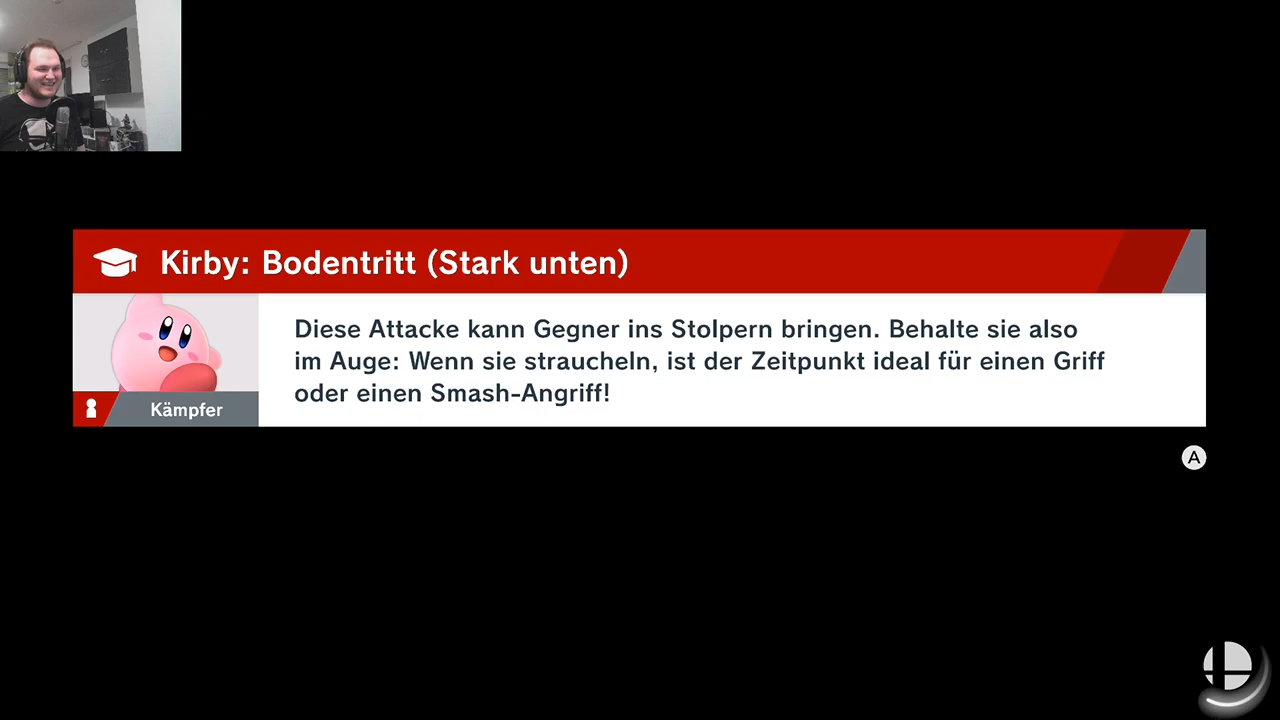 Kirby: Bodentritt (Stark unten)
Diese Attacke kann Gegner ins Stolpern bringen. Behalte sie also
im Auge: Wenn sie straucheln, ist der Zeitpunkt ideal für einen Griff
oder einen Smash-Angriff!
Kämpfer
A